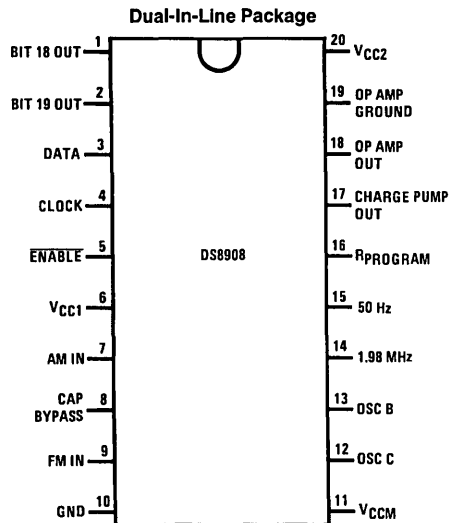 Dual-In-Line Package
BIT 18 OUT 1
BIT 19 OUT 2
DATA 3
CLOCK 4
ENABLE 5
VCC1 6
AM IN 7
CAP BYPASS 8
FM IN 9
GND 10
DS8908
20 VCC2
19 OP AMP GROUND
18 OP AMP OUT
17 CHARGE PUMP OUT
16 RPROGRAM
15 50 Hz
14 1.98 MHz
13 OSC B
12 OSC C
11 VCCM